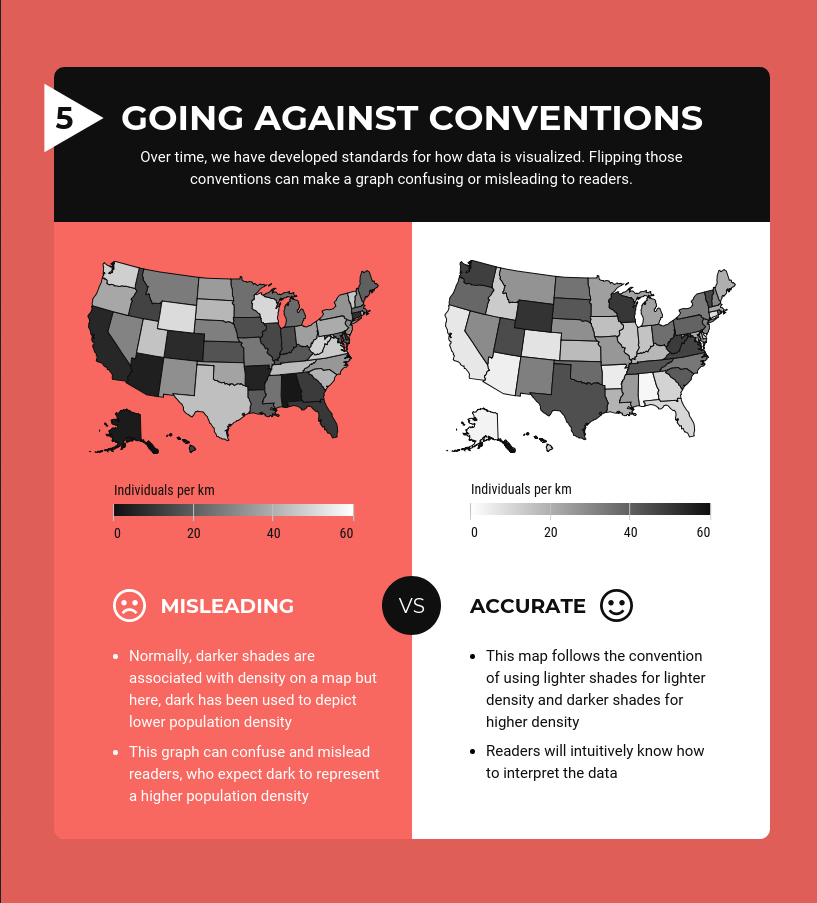 5
GOING AGAINST CONVENTIONS
Over time, we have developed standards for how data is visualized. Flipping those
conventions can make a graph confusing or misleading to readers.
Individuals per km
0 20 40 60
MISLEADING
• Normally, darker shades are
associated with density on a map but
here, dark has been used to depict
lower population density
• This graph can confuse and mislead
readers, who expect dark to represent
a higher population density
VS
Individuals per km
0 20 40 60
ACCURATE
• This map follows the convention
of using lighter shades for lighter
density and darker shades for
higher density
• Readers will intuitively know how
to interpret the data